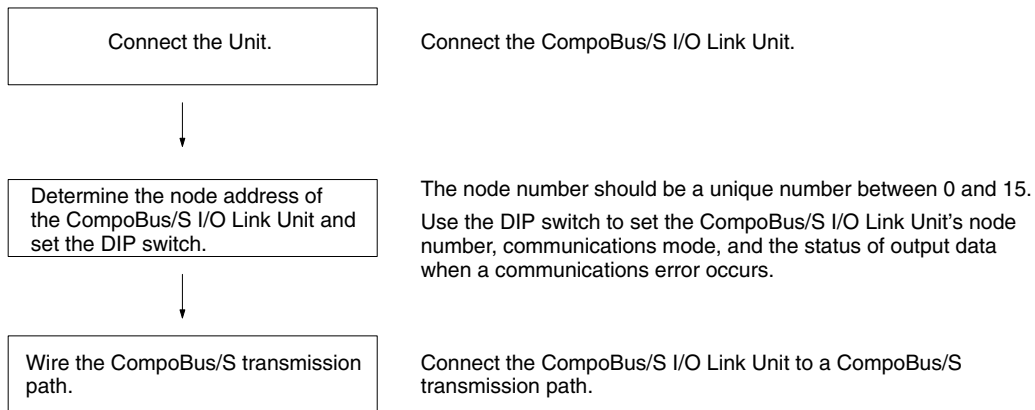 Connect the Unit.
Connect the CompoBus/S I/O Link Unit.
Determine the node address of
the CompoBus/S I/O Link Unit and
set the DIP switch.
The node number should be a unique number between 0 and 15.
Use the DIP switch to set the CompoBus/S I/O Link Unit's node
number, communications mode, and the status of output data
when a communications error occurs.
Wire the CompoBus/S transmission
path.
Connect the CompoBus/S I/O Link Unit to a CompoBus/S
transmission path.